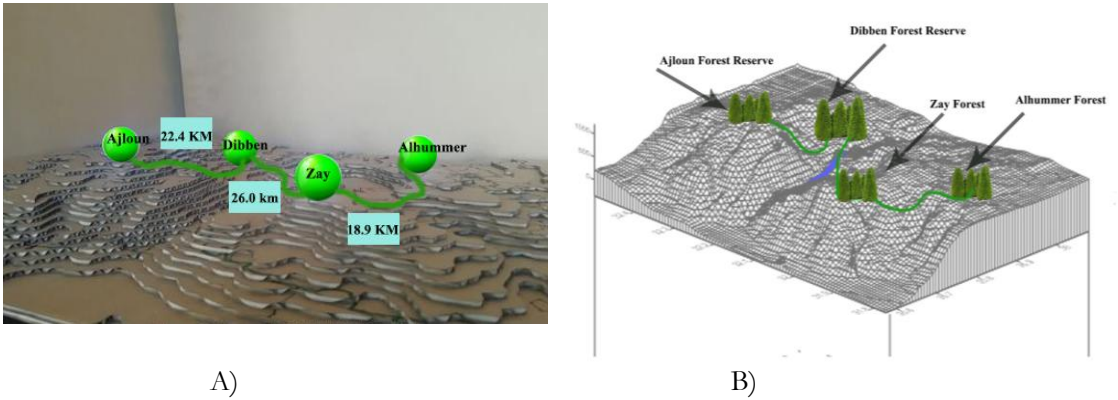 Ajloun
22.4 KM
Dibben
Alhummer
Zay
26.0 km
18.9 KM
A)
Dibben Forest Reserve
Ajloun Forest Reserve
Zay Forest
Alhummer Forest
B)